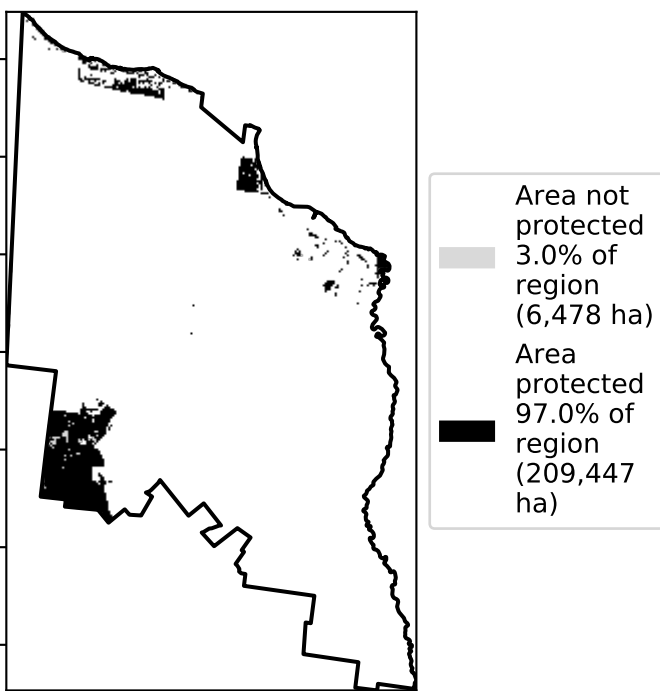 Area not
protected
3.0% of
region
(6,478 ha)
Area
protected
97.0% of
region
(209,447
ha)